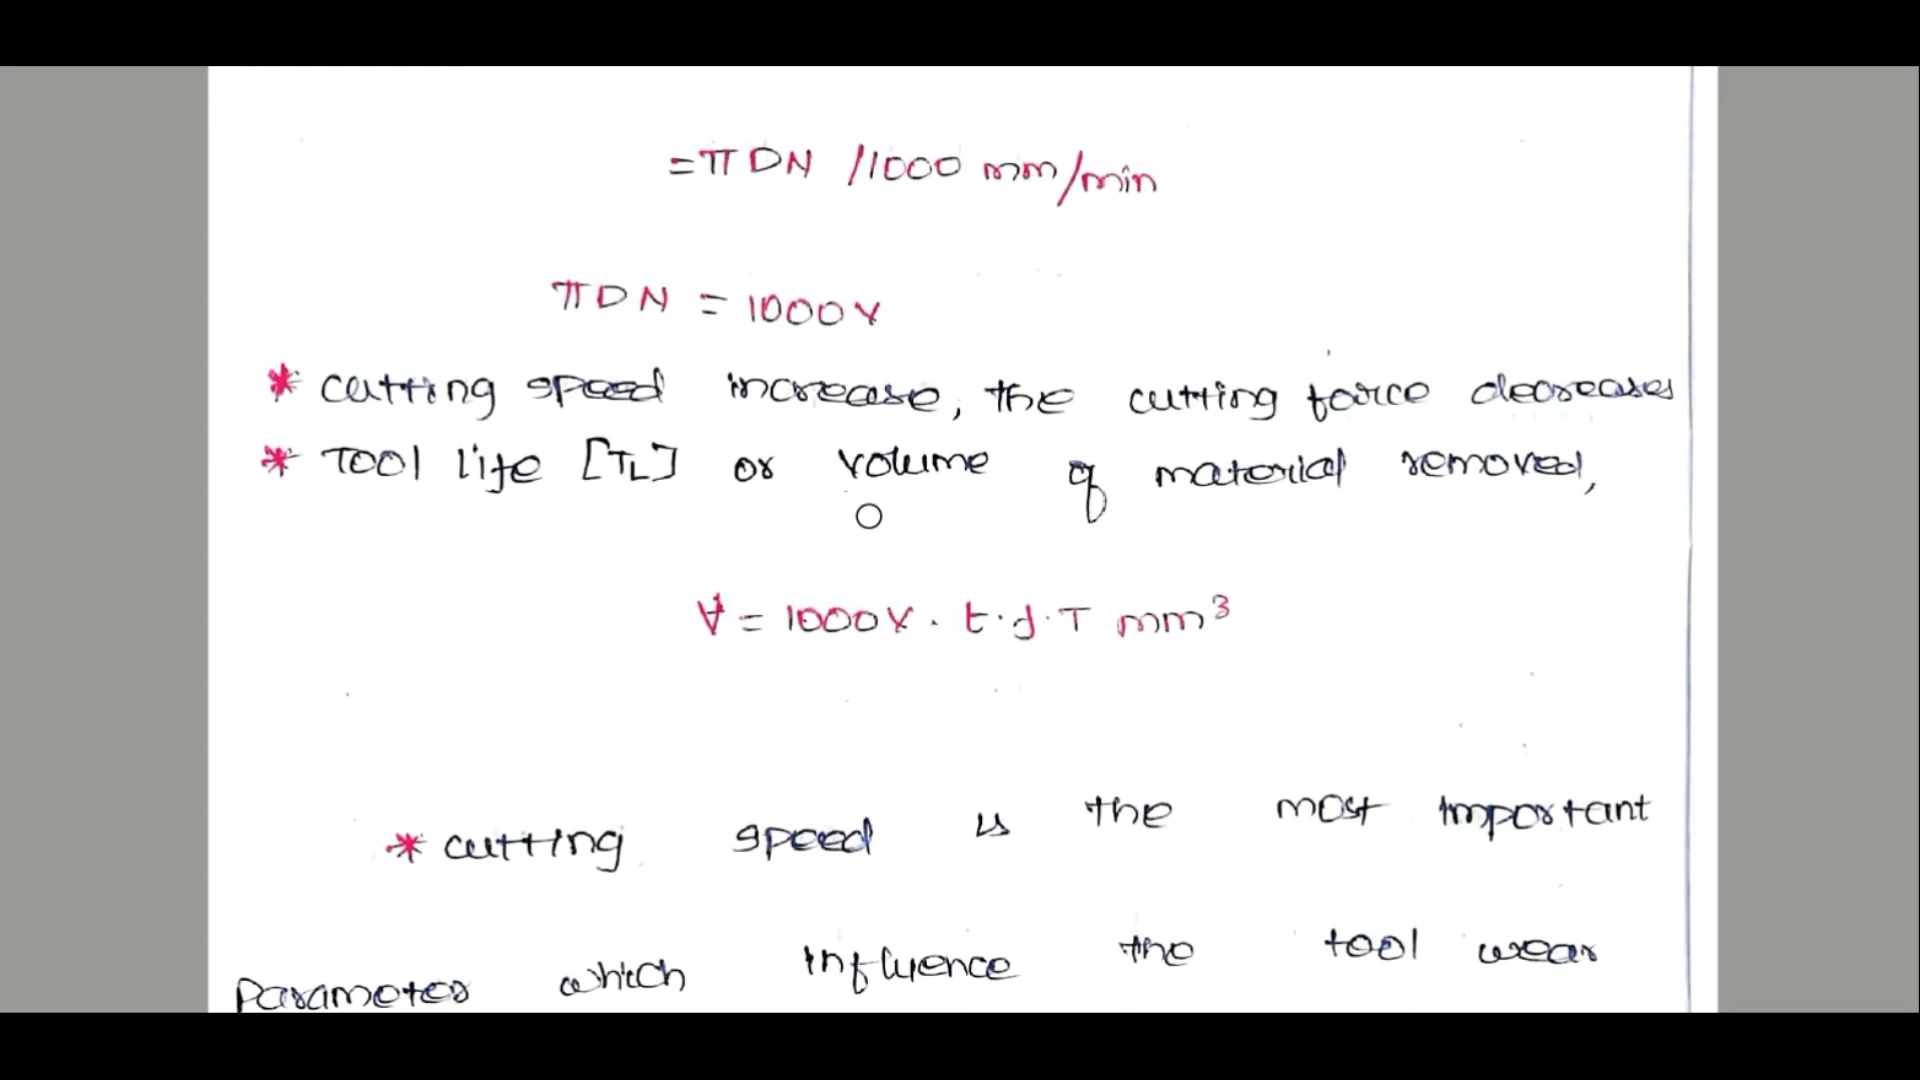 =πDN /1000 mm/min
πDN = 1000V
* cutting speed increase, the cutting force decreases
* Tool life [TL] or volume of material removed,
∀ = 1000V . t.f.T mm³
* cutting speed is the most important
Parameter which influence the tool wear